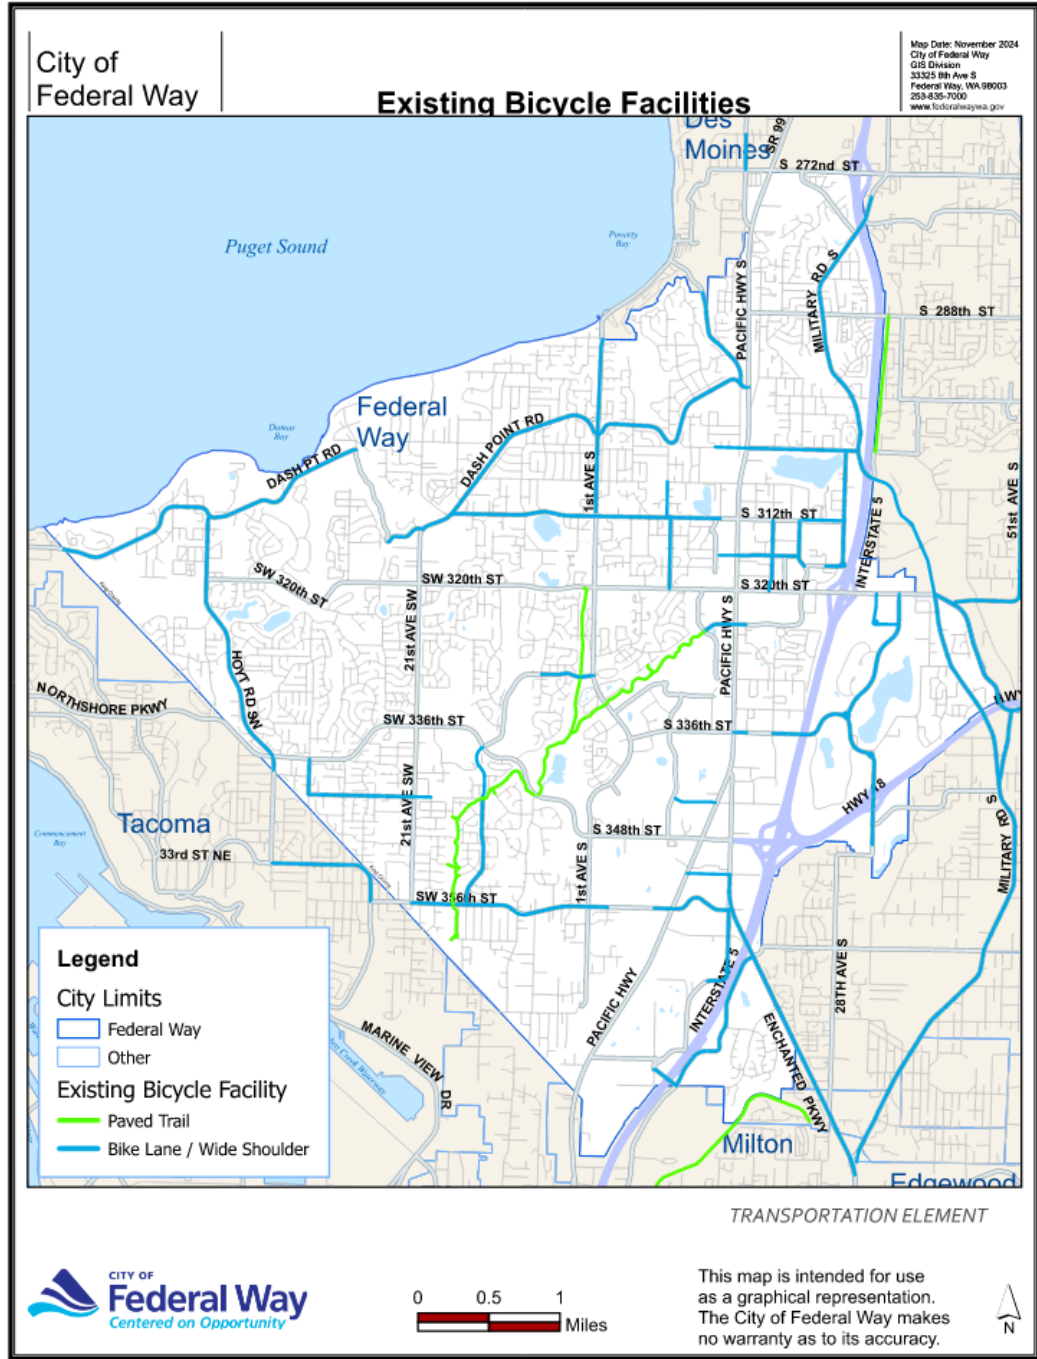 City of
Federal Way
Existing Bicycle Facilities
Map Date: November 2024
City of Federal Way
GIS Division
33325 8th Ave S
Federal Way, WA 98003
253-835-7000
www.federalwaywa.gov
Des
Moines
SR 99
S 272nd ST
Puget Sound
Poverty
Bay
PACIFIC HWY S
MILITARY RD S
S 288th ST
Federal
Way
Dumas
Bay
DASH PT RD
DASH POINT RD
1st AVE S
S 312th ST
INTERSTATE 5
51st AVE S
SW 320th ST
SW 320th ST
S 320th ST
21st AVE SW
PACIFIC HWY S
HOYT RD SW
NORTHSHORE PKWY
SW 336th ST
S 336th ST
HWY
HWY 18
21st AVE SW
Tacoma
Commencement
Bay
33rd ST NE
S 348th ST
1st AVE S
MILITARY RD S
SW 356th ST
INTERSTATE 5
28TH AVE S
PACIFIC HWY
ENCHANTED PKWY
MARINE VIEW DR
Milton
Edgewood
Legend
City Limits
Federal Way
Other
Existing Bicycle Facility
Paved Trail
Bike Lane / Wide Shoulder
TRANSPORTATION ELEMENT
CITY OF
Federal Way
Centered on Opportunity
0 0.5 1
Miles
This map is intended for use
as a graphical representation.
The City of Federal Way makes
no warranty as to its accuracy.
N